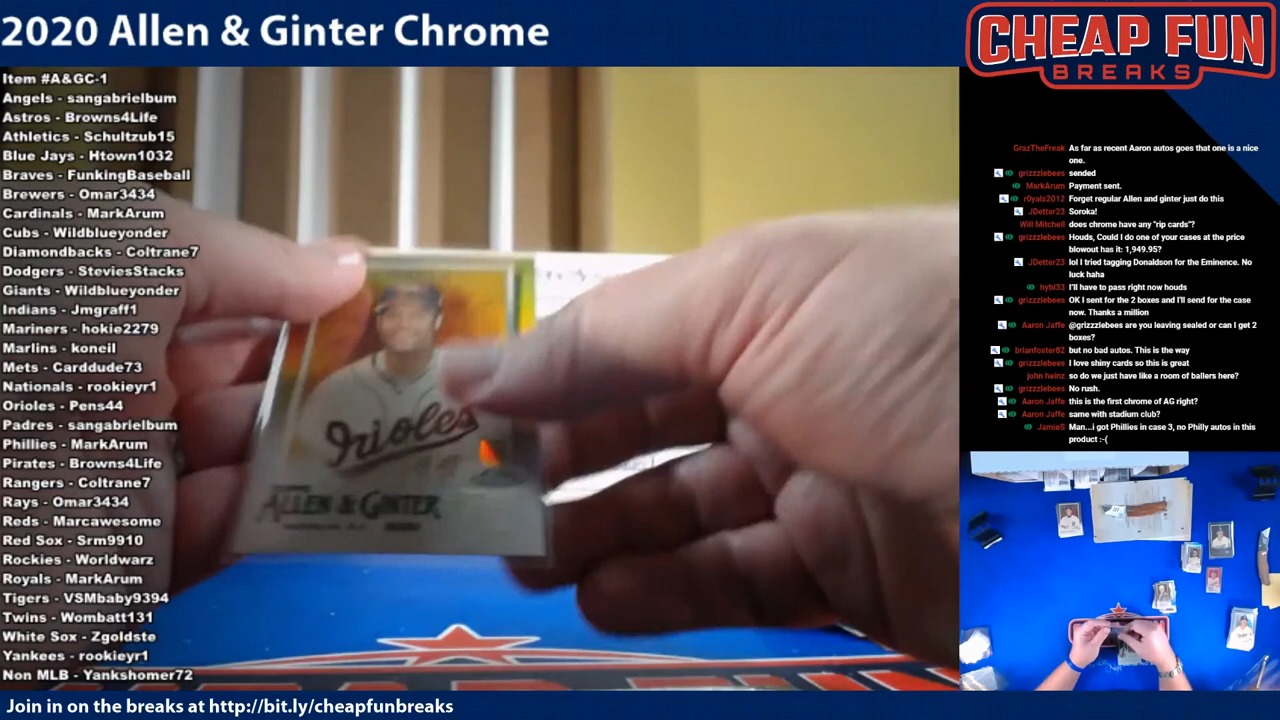 2020 Allen & Ginter Chrome
CHEAP FUN
BREAKS
Item #A&GC-1
Angels - sangabrielbum
Astros - Browns4Life
Athletics - Schultzub15
Blue Jays - Htown1032
Braves - FunkingBaseball
Brewers - Omar3434
Cardinals - MarkArum
Cubs - Wildblueyonder
Diamondbacks - Coltrane7
Dodgers - SteviesStacks
Giants - Wildblueyonder
Indians - Jmgraff1
Mariners - hokie2279
Marlins - koneil
Mets - Carddude73
Nationals - rookieyr1
Orioles - Pens44
Padres - sangabrielbum
Phillies - MarkArum
Pirates - Browns4Life
Rangers - Coltrane7
Rays - Omar3434
Reds - Marcawesome
Red Sox - Srm9910
Rockies - Worldwarz
Royals - MarkArum
Tigers - VSMbaby9394
Twins - Wombatt131
White Sox - Zgoldste
Yankees - rookieyr1
Non MLB - Yankshomer72
Orioles
ALLEN & GINTER
GrazTheFreak As far as recent Aaron autos goes that one is a nice
one.
grizzzlebees sended
MarkArum Payment sent.
r0yals2012 Forget regular Allen and ginter just do this
JDetter23 Soroka!
Will Mitchell does chrome have any "rip cards"?
grizzzlebees Houds, Could I do one of your cases at the price
blowout has it: 1,949.95?
JDetter23 lol I tried tagging Donaldson for the Eminence. No
luck haha
hybl33 I'll have to pass right now houds
grizzzlebees OK I sent for the 2 boxes and I'll send for the case
now. Thanks a million
Aaron Jaffe @grizzzlebees are you leaving sealed or can I get 2
boxes?
brianfoster82 but no bad autos. This is the way
grizzzlebees I love shiny cards so this is great
john heinz so do we just have like a room of ballers here?
grizzzlebees No rush.
Aaron Jaffe this is the first chrome of AG right?
Aaron Jaffe same with stadium club?
JamieS Man...i got Phillies in case 3, no Philly autos in this
product :-(
Join in on the breaks at http://bit.ly/cheapfunbreaks